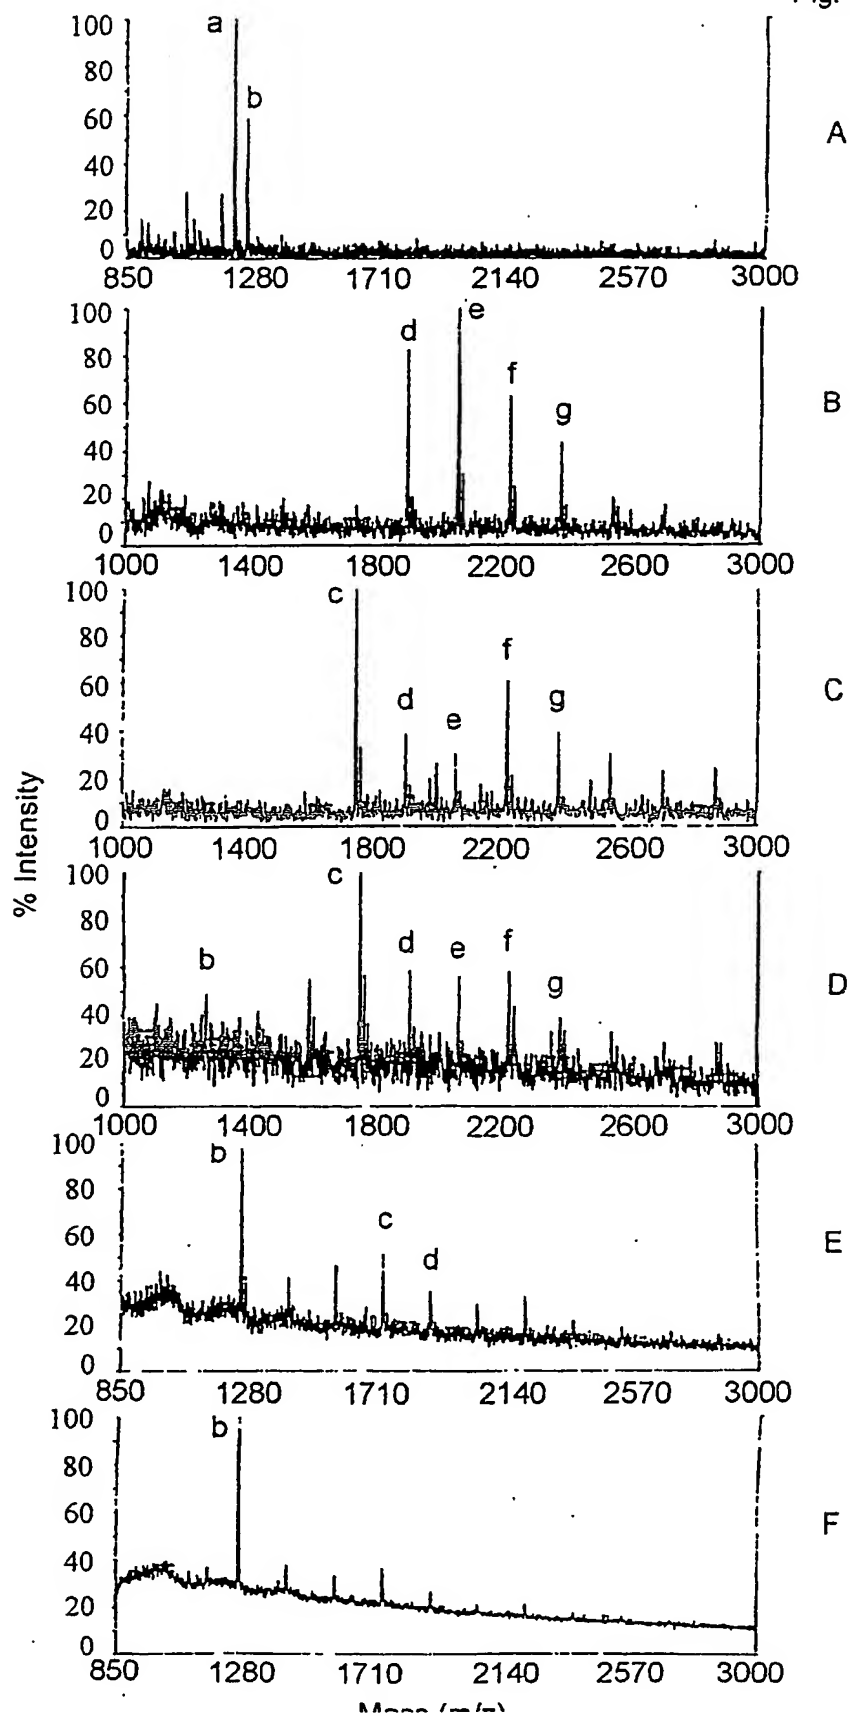 Fig.
100 a
80
b
60 A
40
20
0
850 1280 1710 2140 2570 3000
100 e
d
80
f
60 g B
40
20
0
1000 1400 1800 2200 2600 3000
100 c
80
f
60 d g C
e
40
20
0
1000 1400 1800 2200 2600 3000
100 c
80
b d e f
60 g D
40
20
0
1000 1400 1800 2200 2600 3000
100 b
80
60 c E
d
40
20
0
850 1280 1710 2140 2570 3000
100 b
80
60 F
40
20
0
850 1280 1710 2140 2570 3000
% Intensity
Mass (m/z)